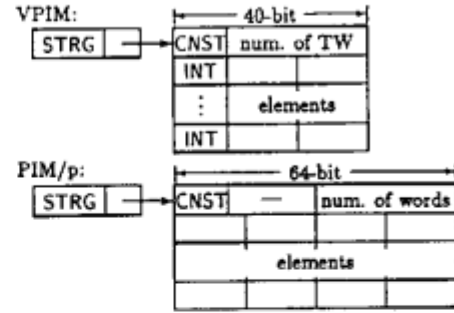 VPIM:
40-bit
STRG CNST num. of TW
INT
⋮ elements
INT
PIM/p:
64-bit
STRG CNST — num. of words
elements